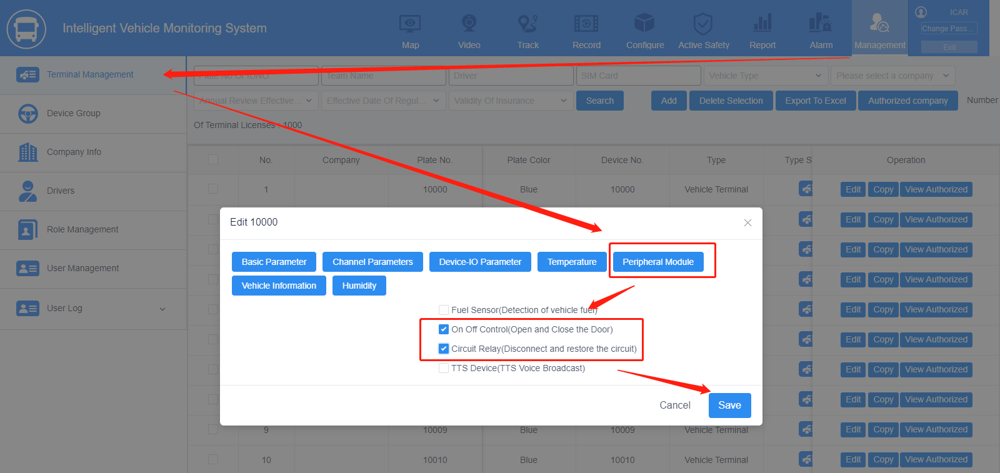 Intelligent Vehicle Monitoring System
Map
Video
Track
Record
Configure
Active Safety
Report
Alarm
Management
ICAR
Change Pass...
Exit
Terminal Management
Device Group
Company Info
Drivers
Role Management
User Management
User Log
Plate No Or IDNO
Team Name
Driver
SIM Card
Vehicle Type
Please select a company
Annual Review Effective...
Effective Date Of Regul...
Validity Of Insurance
Search
Add
Delete Selection
Export To Excel
Authorized company
Number
Of Terminal Licenses : 1000
No. Company Plate No. Plate Color Device No. Type Type S Operation
1 10000 Blue 10000 Vehicle Terminal Edit Copy View Authorized
Edit Copy View Authorized
Edit Copy View Authorized
Edit Copy View Authorized
Edit Copy View Authorized
Edit Copy View Authorized
Edit Copy View Authorized
Edit Copy View Authorized
9 10009 Blue 10009 Vehicle Terminal Edit Copy View Authorized
10 10010 Blue 10010 Vehicle Terminal Edit Copy View Authorized
Edit 10000
Basic Parameter
Channel Parameters
Device-IO Parameter
Temperature
Peripheral Module
Vehicle Information
Humidity
Fuel Sensor(Detection of vehicle fuel)
On Off Control(Open and Close the Door)
Circuit Relay(Disconnect and restore the circuit)
TTS Device(TTS Voice Broadcast)
Cancel
Save